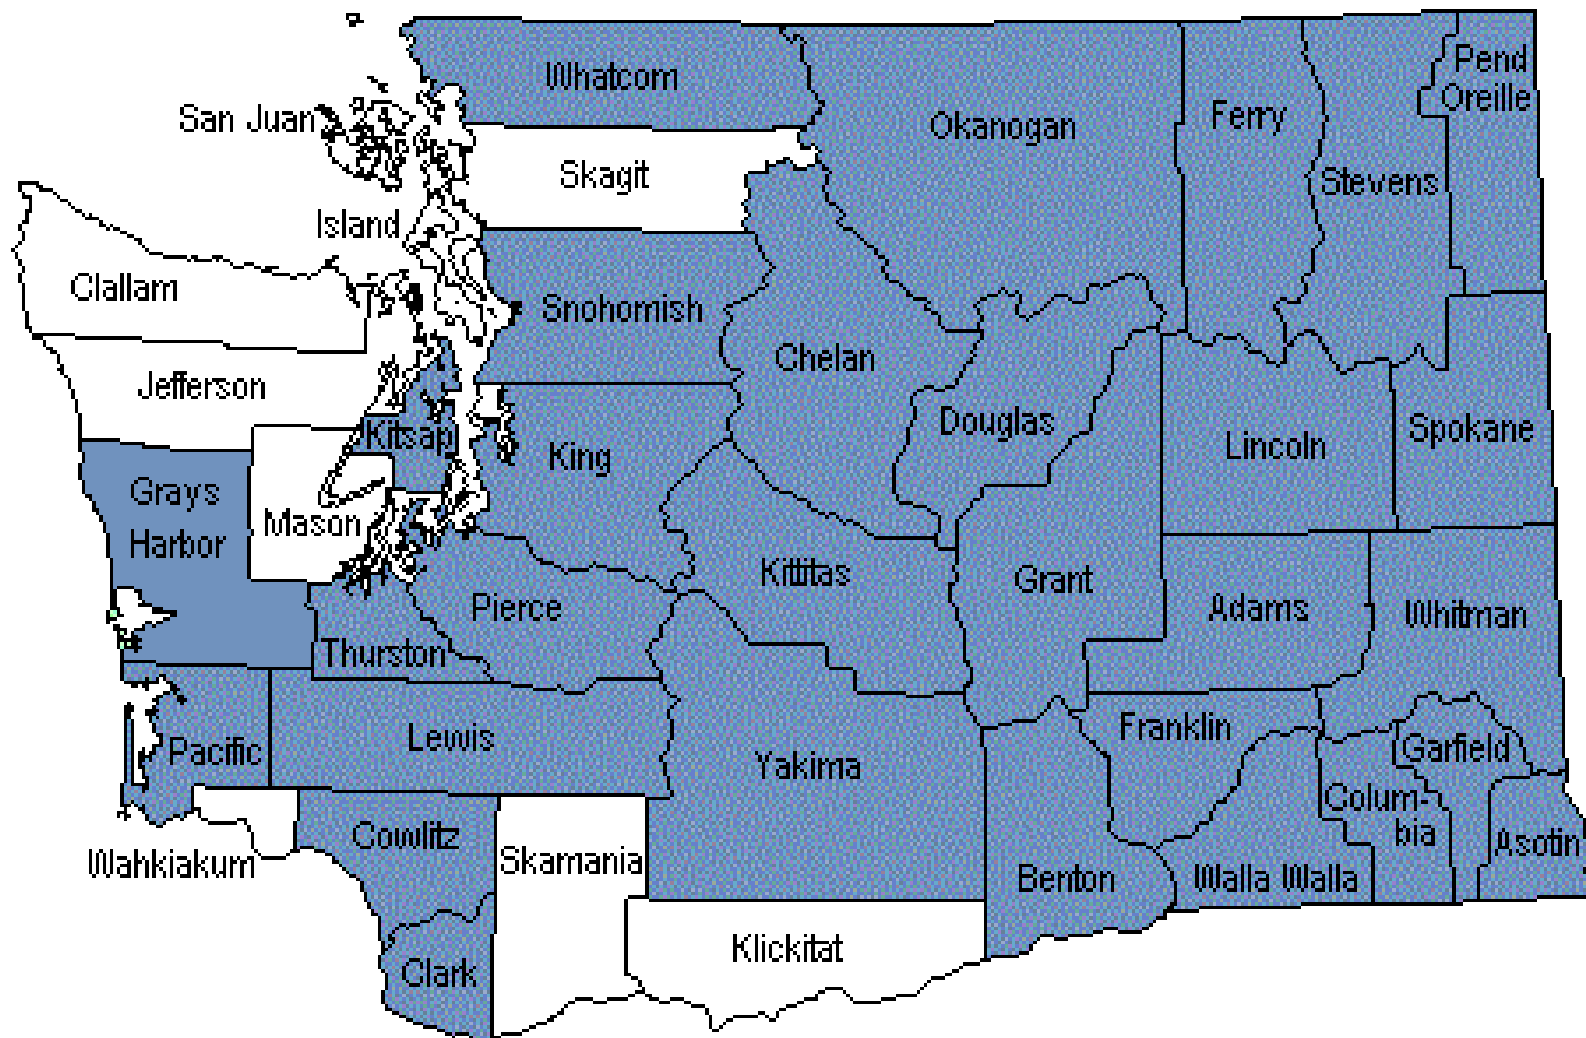 Whatcom
San Juan
Skagit
Island
Okanogan
Ferry
Pend
Oreille
Stevens
Clallam
Snohomish
Chelan
Jefferson
Kitsap
King
Douglas
Lincoln
Spokane
Grays
Harbor
Mason
Kittitas
Grant
Adams
Whitman
Pierce
Thurston
Pacific
Lewis
Yakima
Franklin
Garfield
Colum-
bia
Asotin
Wahkiakum
Cowlitz
Skamania
Benton
Walla Walla
Klickitat
Clark